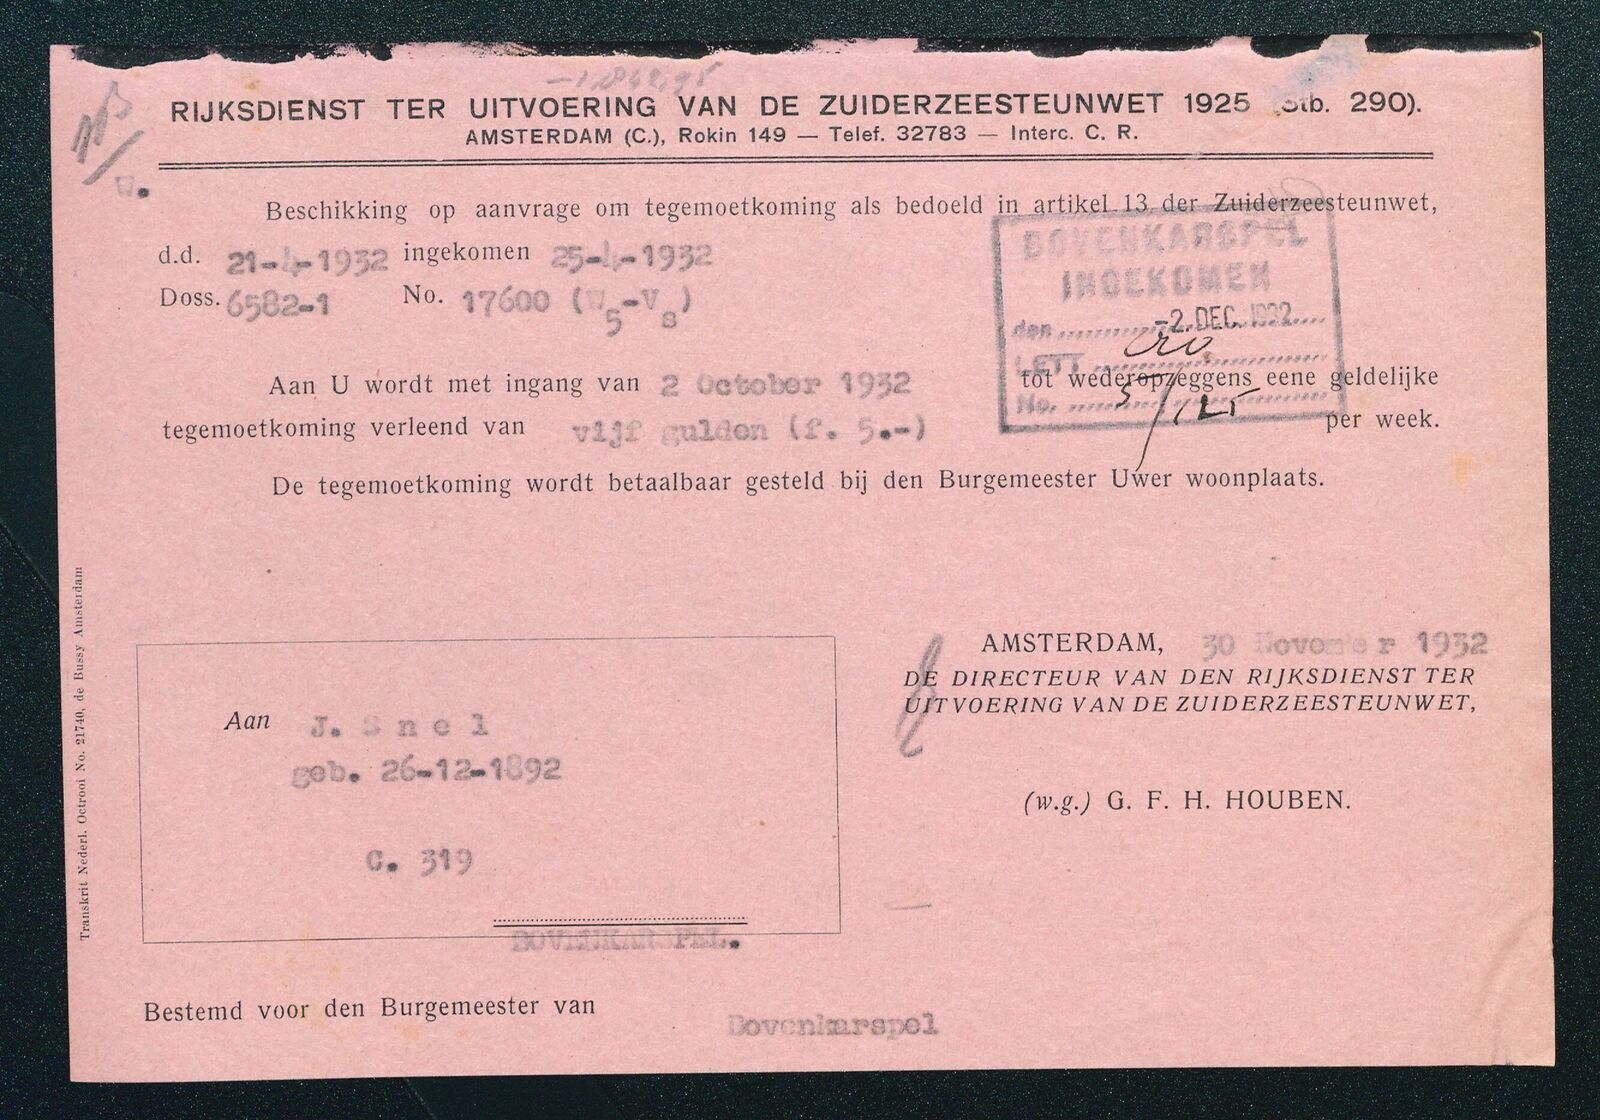 RIJKSDIENST TER UITVOERING VAN DE ZUIDERZEESTEUNWET 1925 (Stb. 290).
AMSTERDAM (C.), Rokin 149 — Telef. 32783 — Interc. C. R.
W.
Beschikking op aanvrage om tegemoetkoming als bedoeld in artikel 13 der Zuiderzeesteunwet,
d.d. 21-4-1932 ingekomen 25-4-1932
Doss. 6582-1 No. 17600 (W5-Vs)
BOVENKARSPEL
INGEKOMEN
den -2. DEC. 1932
LETT.
No.
Aan U wordt met ingang van 2 October 1932 tot wederopzeggens eene geldelijke
tegemoetkoming verleend van vijf gulden (f. 5.-) per week.
De tegemoetkoming wordt betaalbaar gesteld bij den Burgemeester Uwer woonplaats.
AMSTERDAM, 30 November 1932
DE DIRECTEUR VAN DEN RIJKSDIENST TER
UITVOERING VAN DE ZUIDERZEESTEUNWET,
(w.g.) G. F. H. HOUBEN.
Aan J. Snel
geb. 26-12-1892
C. 319
BOVENKARSPEL.
Bestemd voor den Burgemeester van Bovenkarspel
Transkrit Nederl. Octrooi No. 21740, de Bussy Amsterdam